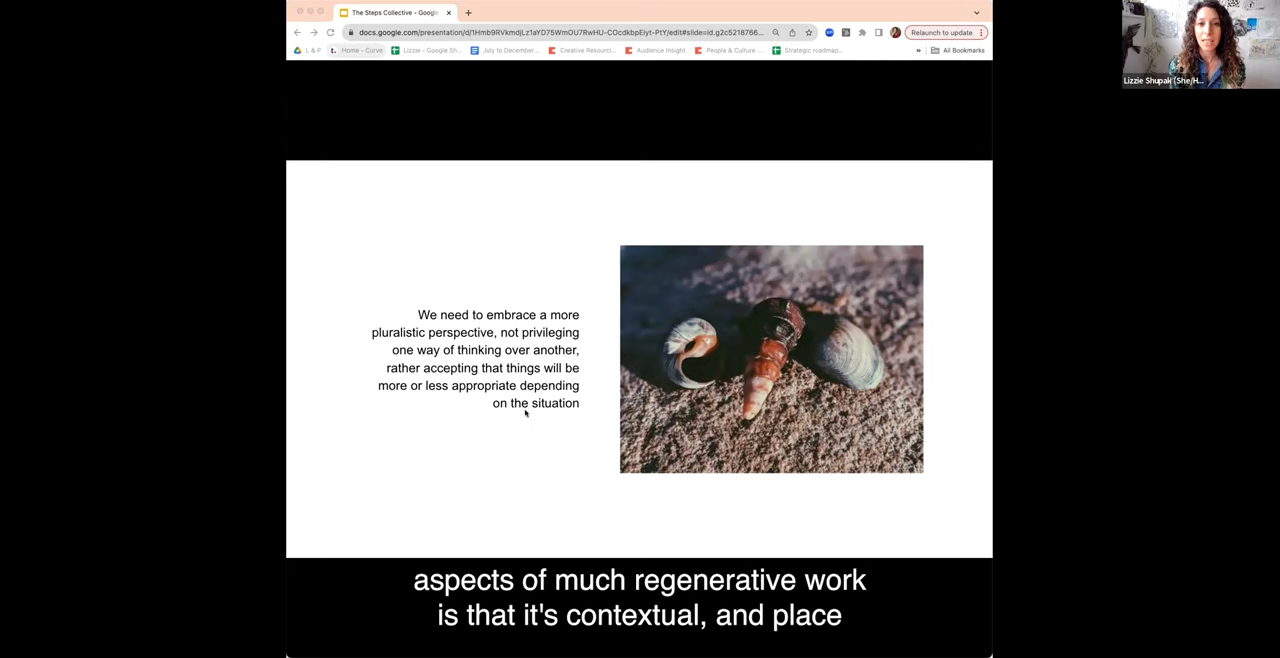 The Steps Collective - Google
docs.google.com/presentation/d/1Hmb9RVkmdjLz1aYD75WmOU7RwHU-COcdkbpEiyt-PtY/edit#slide=id.g2c5218766...
Relaunch to update
L & P
Home - Curve
Lizzie - Google Sh...
July to December...
Creative Resourci...
Audience Insight
People & Culture -...
Strategic roadmap...
»
All Bookmarks
Lizzie Shupak (She/H...
We need to embrace a more
pluralistic perspective, not privileging
one way of thinking over another,
rather accepting that things will be
more or less appropriate depending
on the situation
aspects of much regenerative work
is that it's contextual, and place